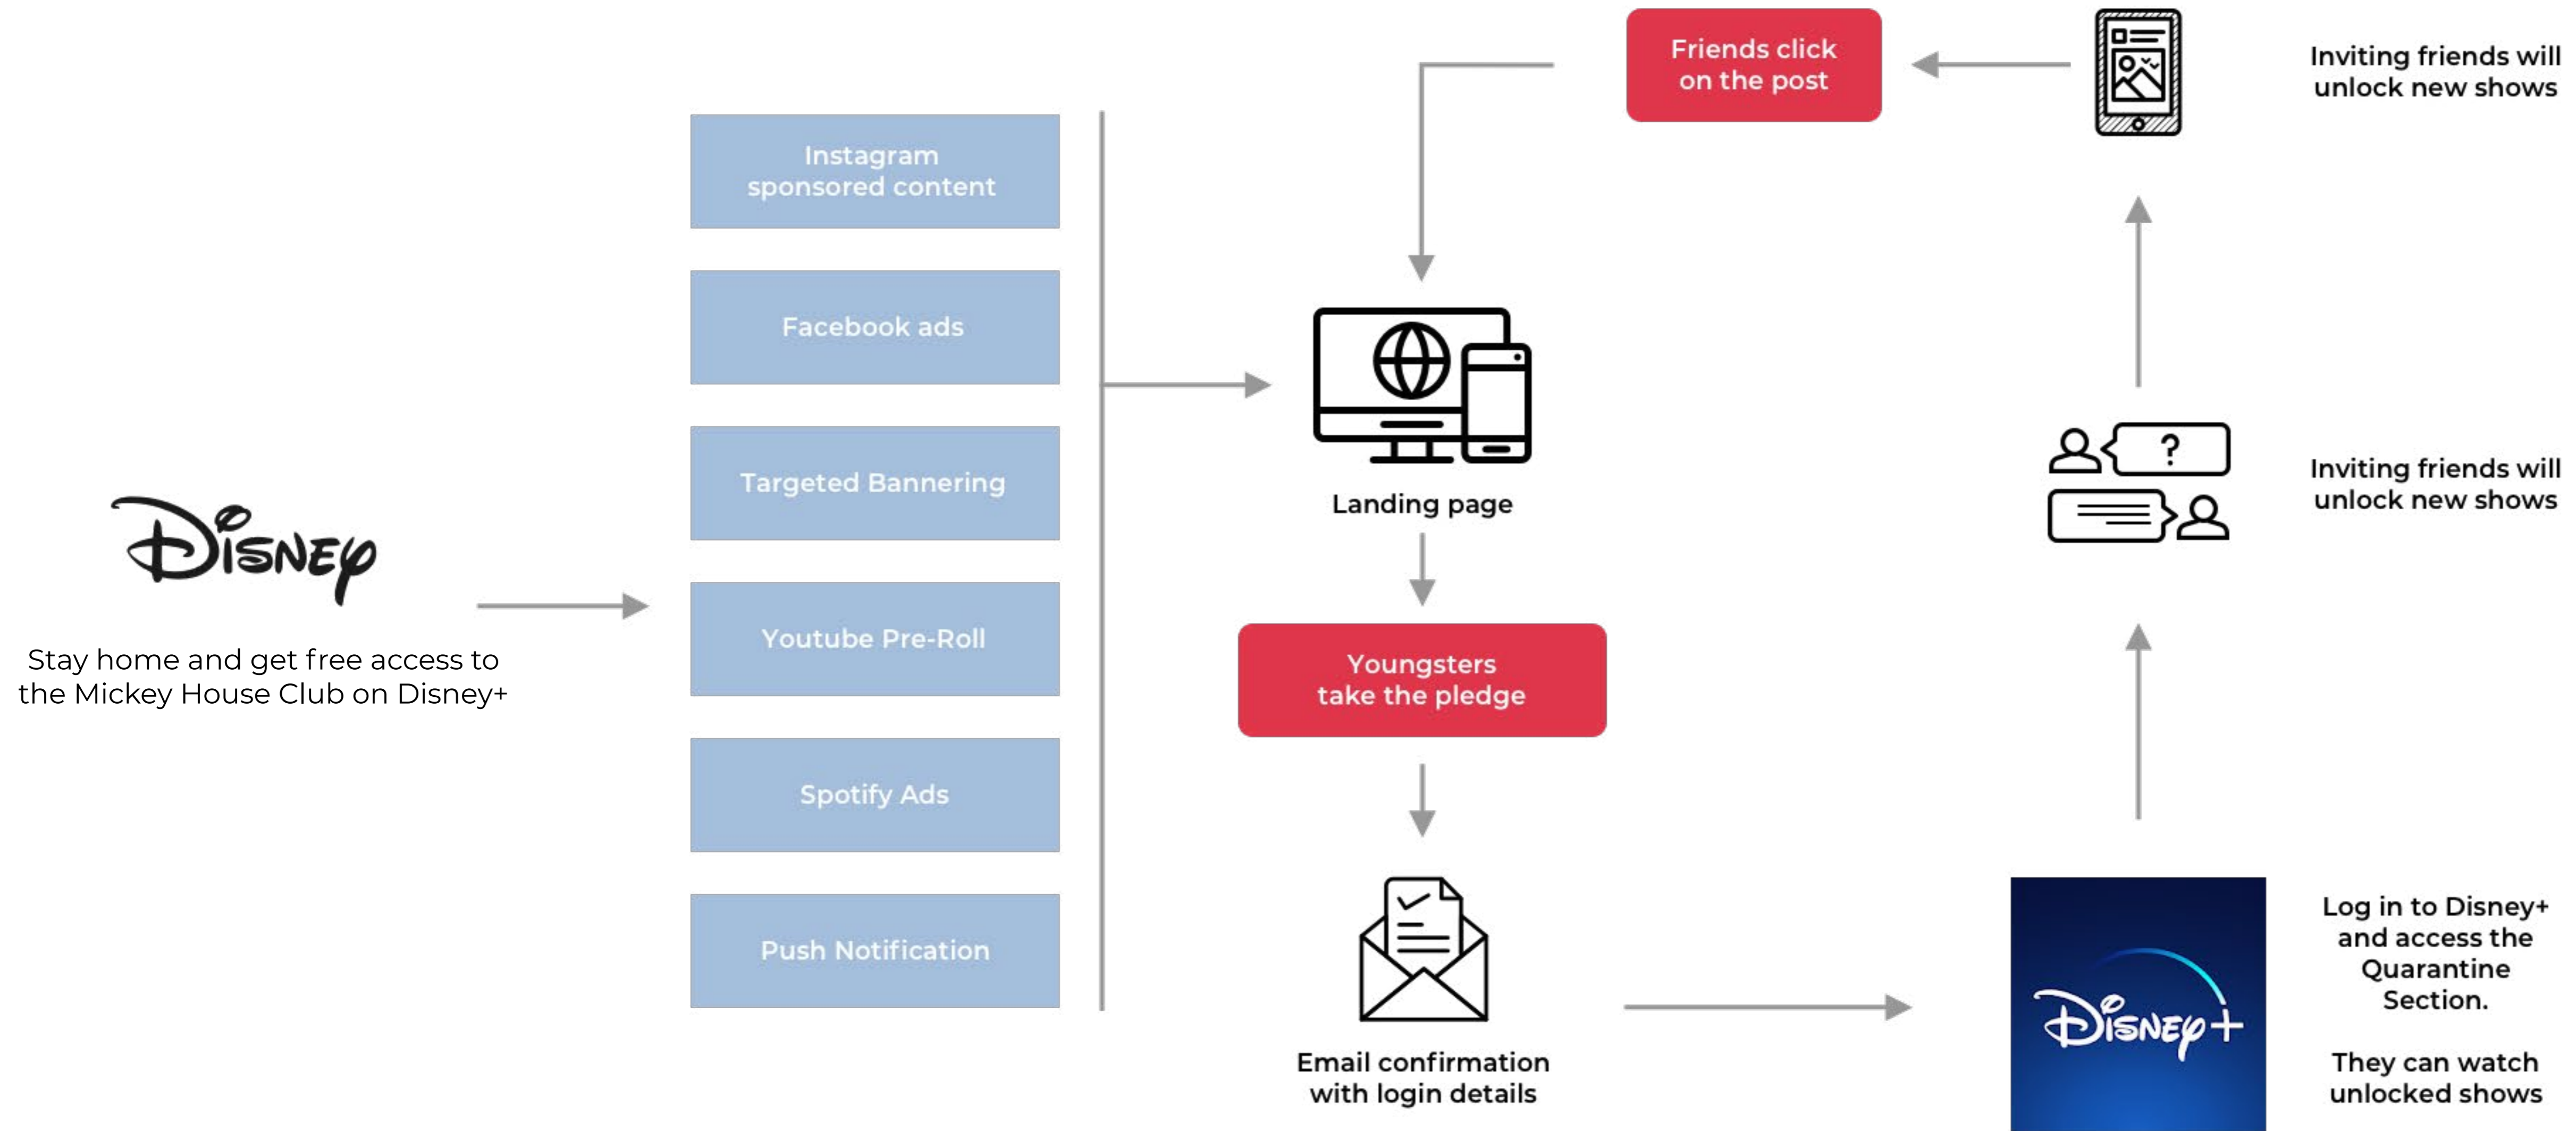 Disney
Stay home and get free access to
the Mickey House Club on Disney+
Instagram
sponsored content
Facebook ads
Targeted Bannering
Youtube Pre-Roll
Spotify Ads
Push Notification
Landing page
Youngsters
take the pledge
Email confirmation
with login details
Disney+
Log in to Disney+
and access the
Quarantine
Section.
They can watch
unlocked shows
?
Inviting friends will
unlock new shows
Inviting friends will
unlock new shows
Friends click
on the post